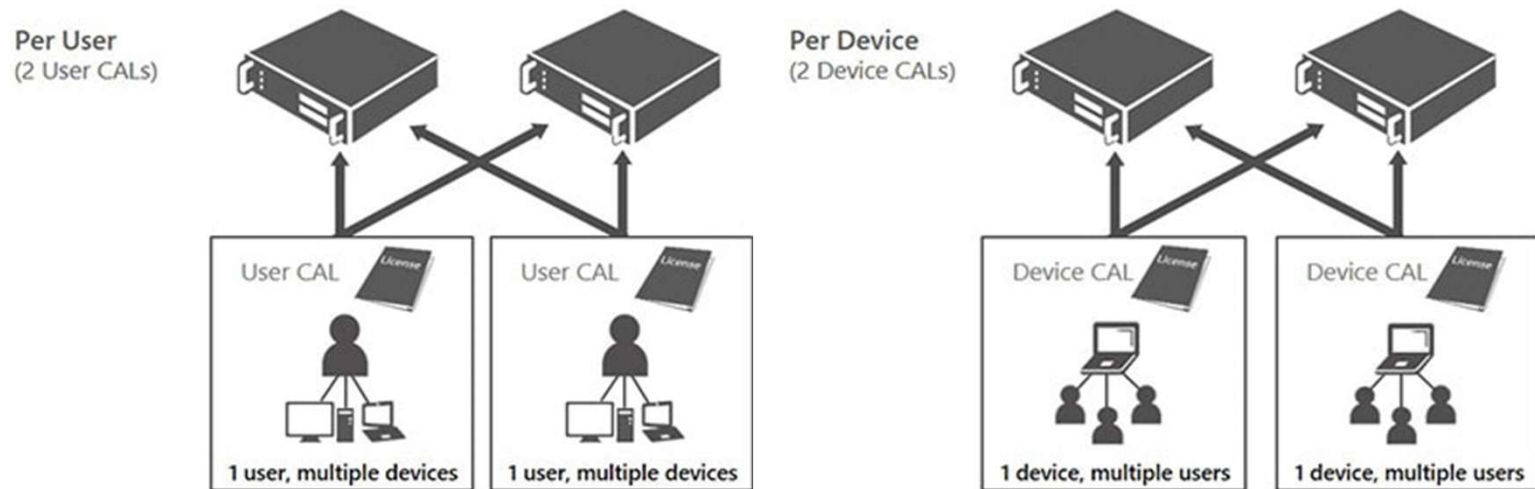 Per User
(2 User CALs)
User CAL
License
1 user, multiple devices
User CAL
License
1 user, multiple devices
Per Device
(2 Device CALs)
Device CAL
License
1 device, multiple users
Device CAL
License
1 device, multiple users